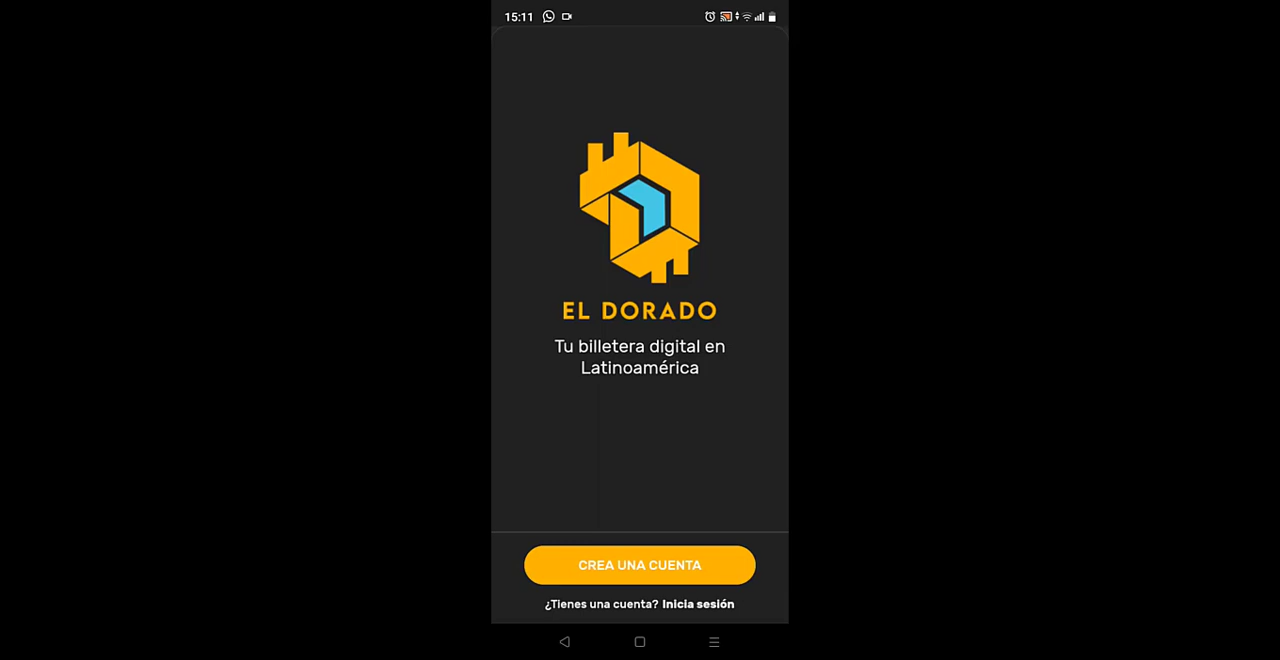 15:11
EL DORADO
Tu billetera digital en
Latinoamérica
CREA UNA CUENTA
¿Tienes una cuenta? Inicia sesión